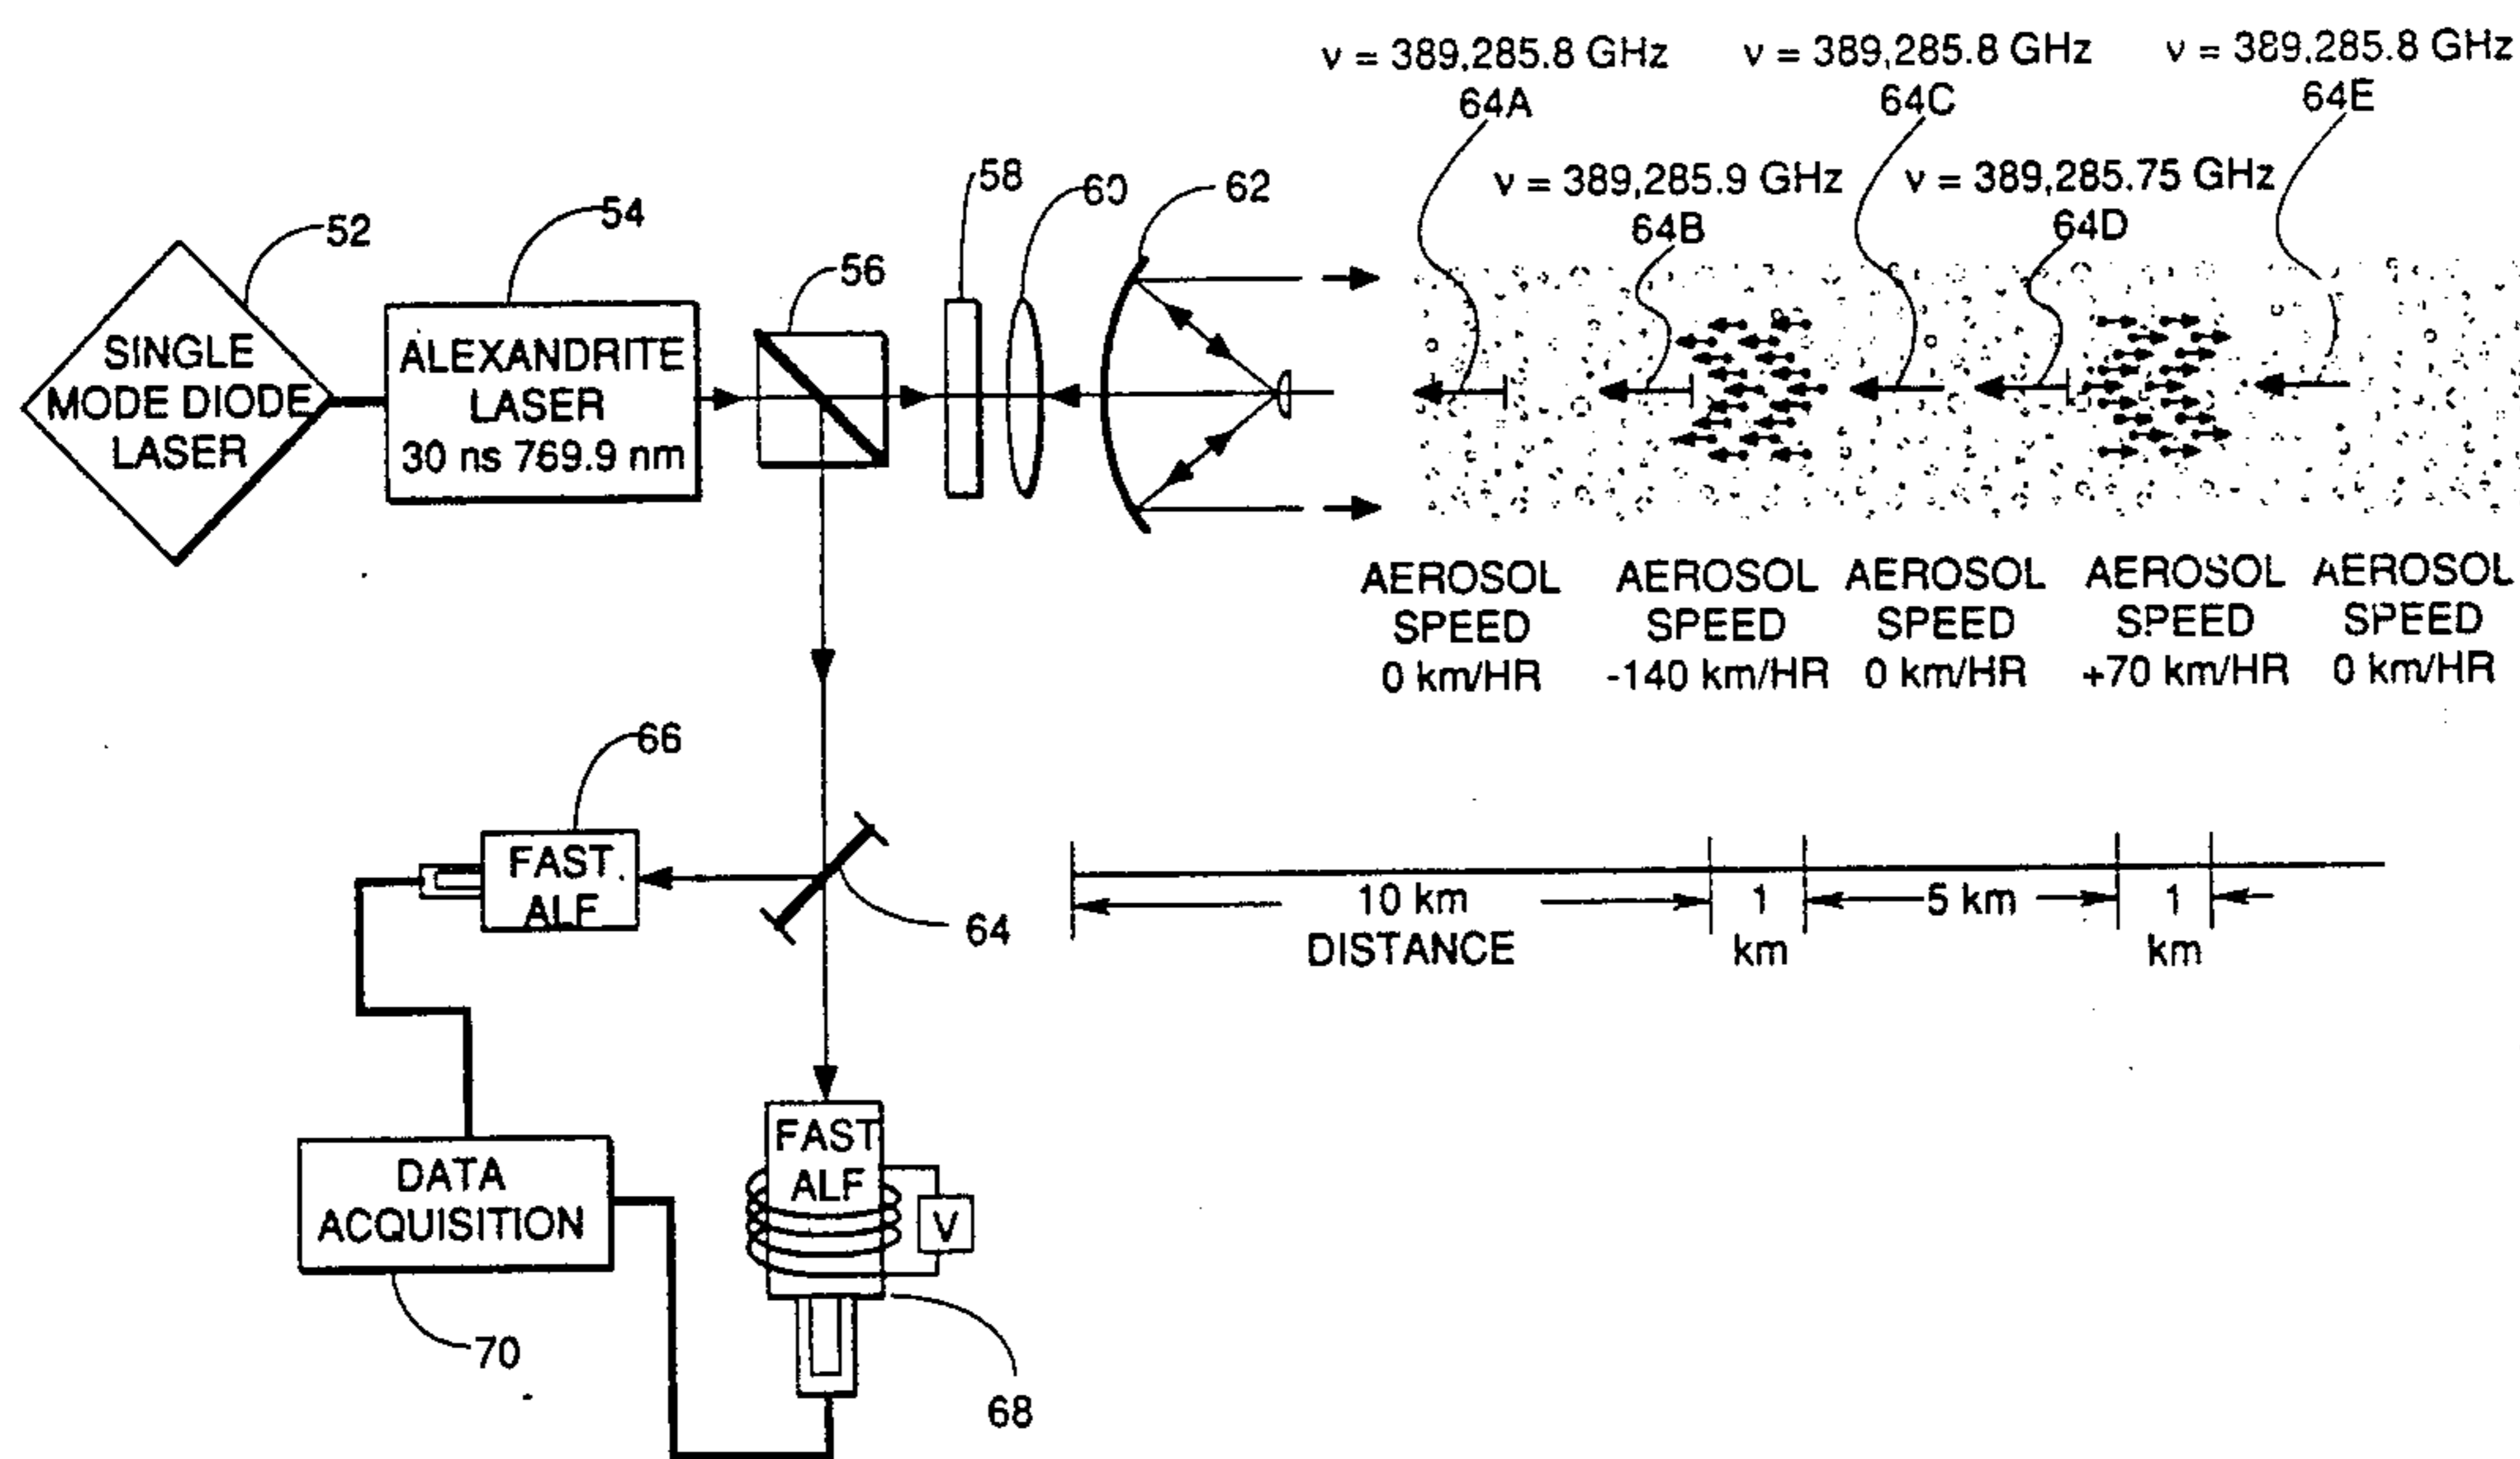 ν = 389,285.8 GHz
64A
ν = 389,285.8 GHz
64C
ν = 389,285.8 GHz
64E
ν = 389,285.9 GHz
64B
ν = 389,285.75 GHz
64D
52
54
56
58
60
62
SINGLE
MODE DIODE
LASER
ALEXANDRITE
LASER
30 ns 769.9 nm
AEROSOL
SPEED
0 km/HR
AEROSOL
SPEED
-140 km/HR
AEROSOL
SPEED
0 km/HR
AEROSOL
SPEED
+70 km/HR
AEROSOL
SPEED
0 km/HR
66
FAST
ALF
64
10 km
DISTANCE
1
km
5 km
1
km
FAST
ALF
V
68
DATA
ACQUISITION
70